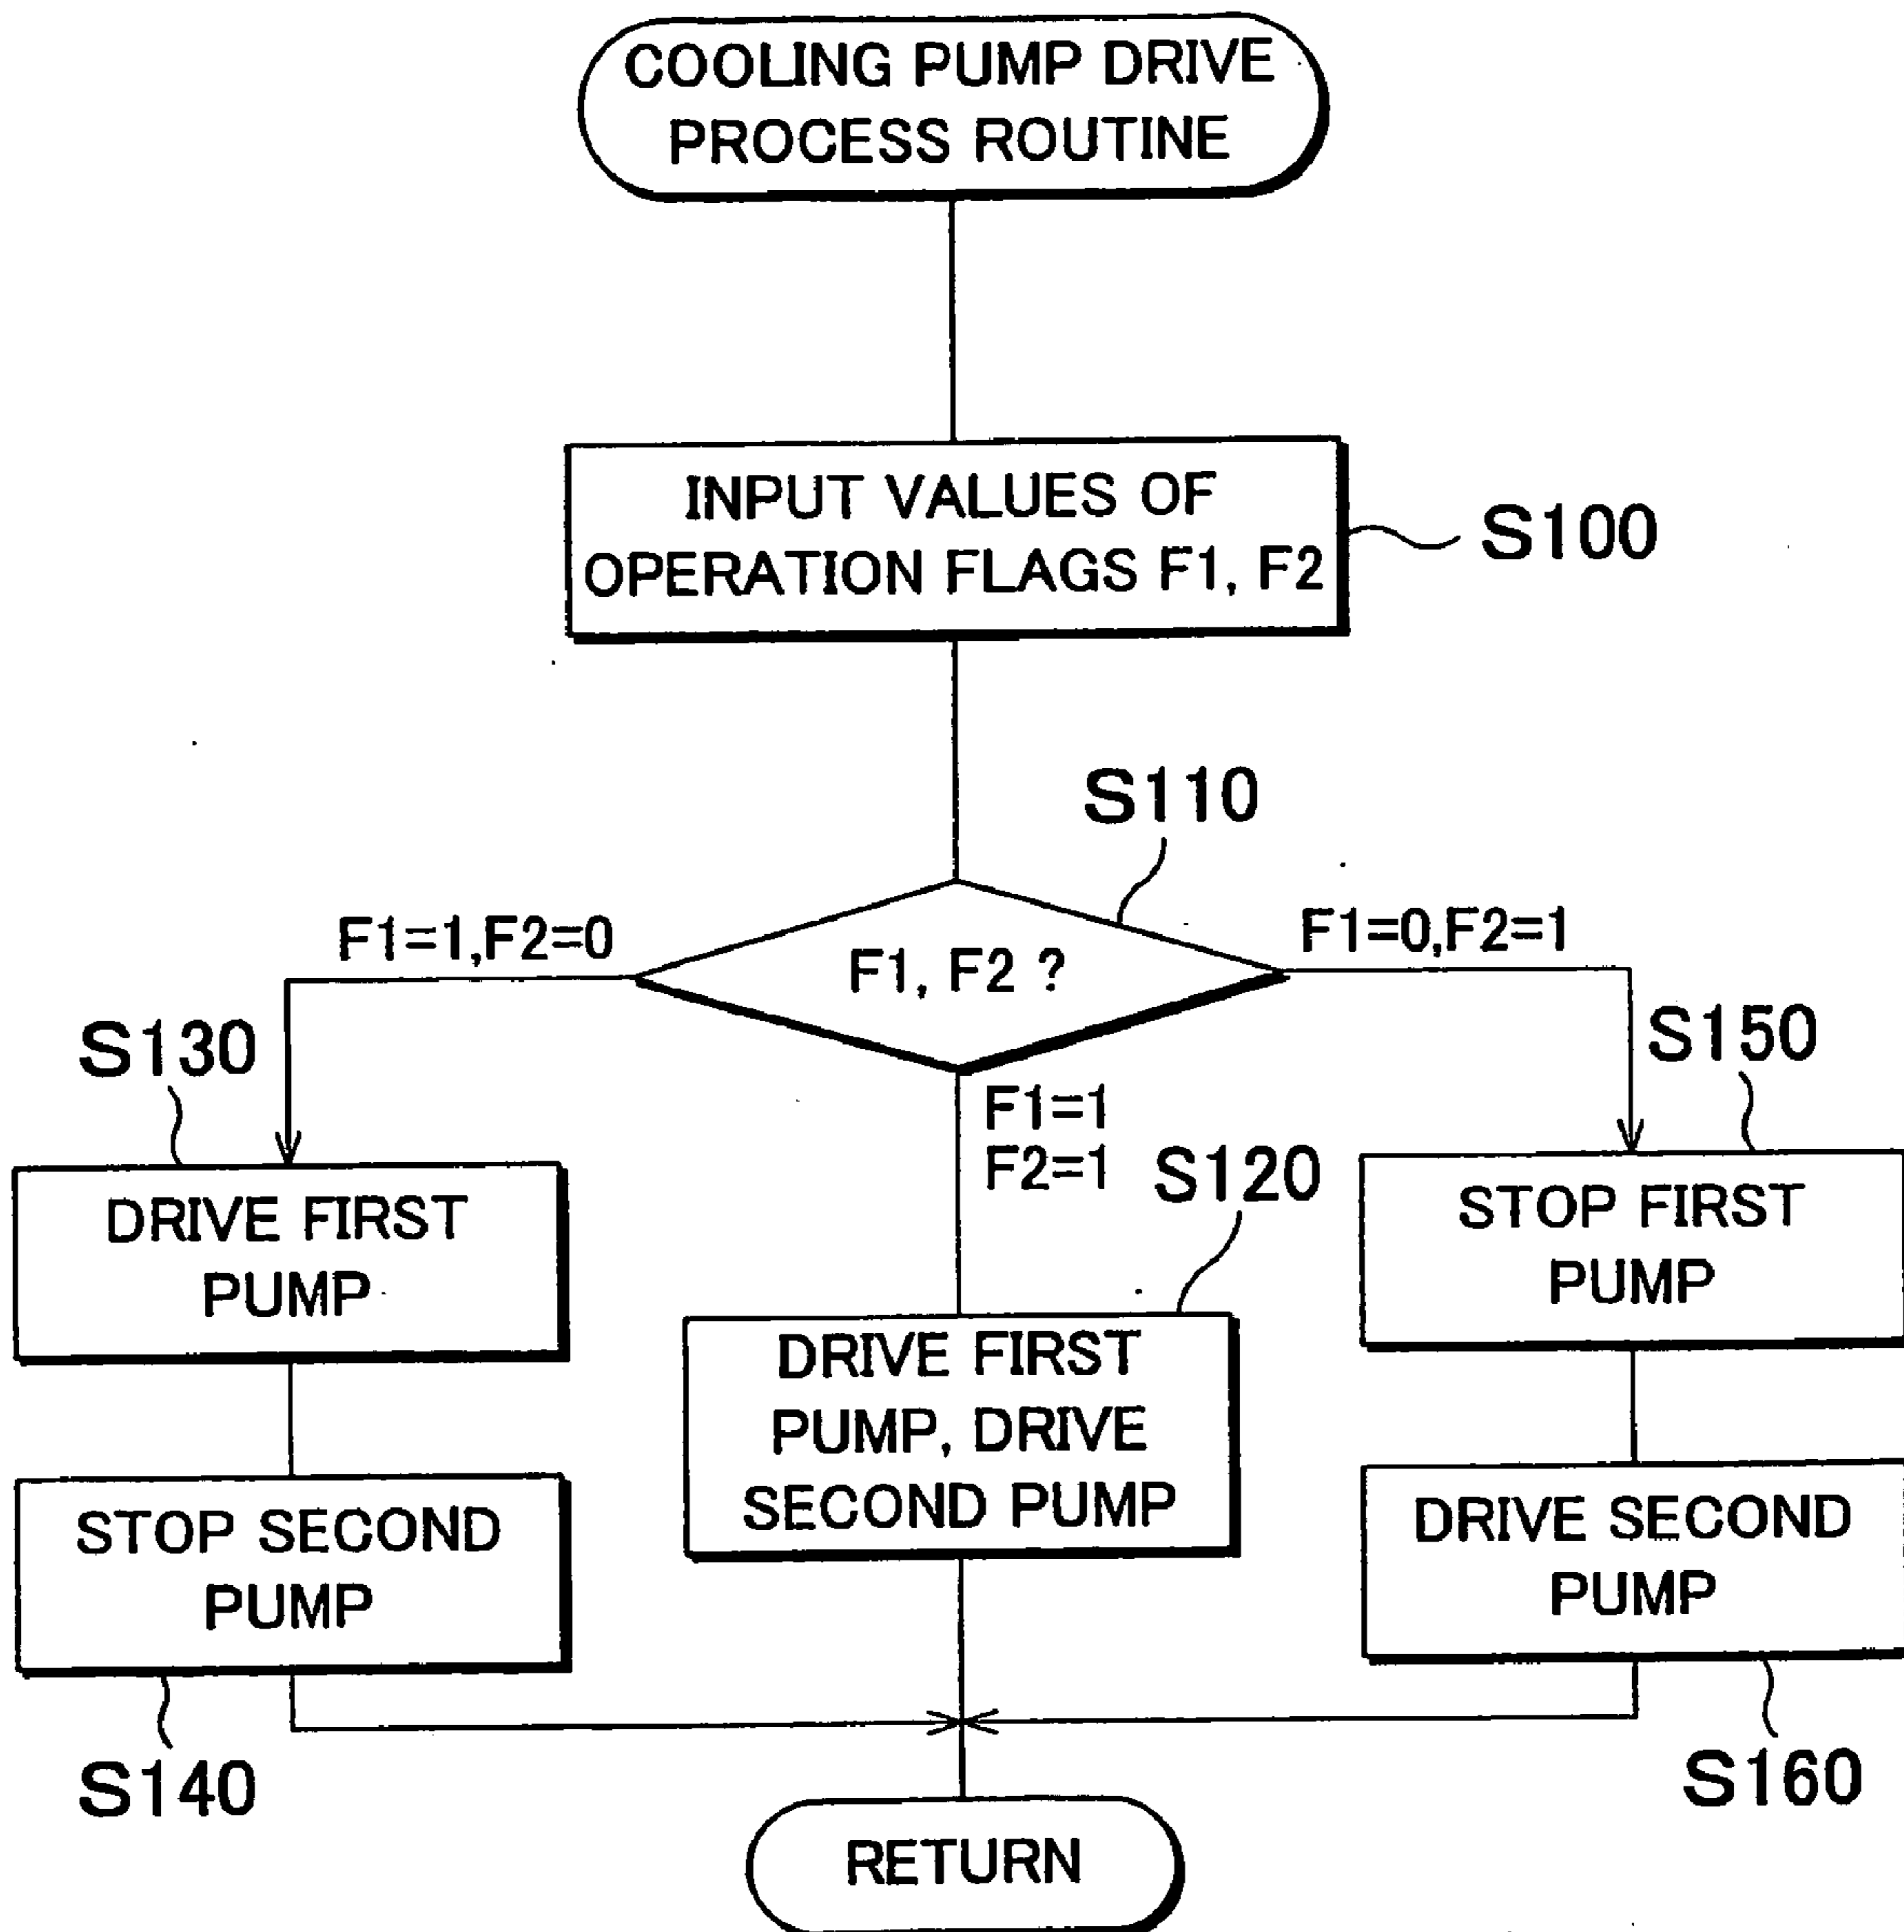 COOLING PUMP DRIVE
PROCESS ROUTINE
INPUT VALUES OF
OPERATION FLAGS F1, F2
S100
S110
F1=1,F2=0
F1, F2 ?
F1=0,F2=1
S130
S150
F1=1
F2=1
S120
DRIVE FIRST
PUMP
STOP FIRST
PUMP
DRIVE FIRST
PUMP, DRIVE
SECOND PUMP
STOP SECOND
PUMP
DRIVE SECOND
PUMP
S140
S160
RETURN